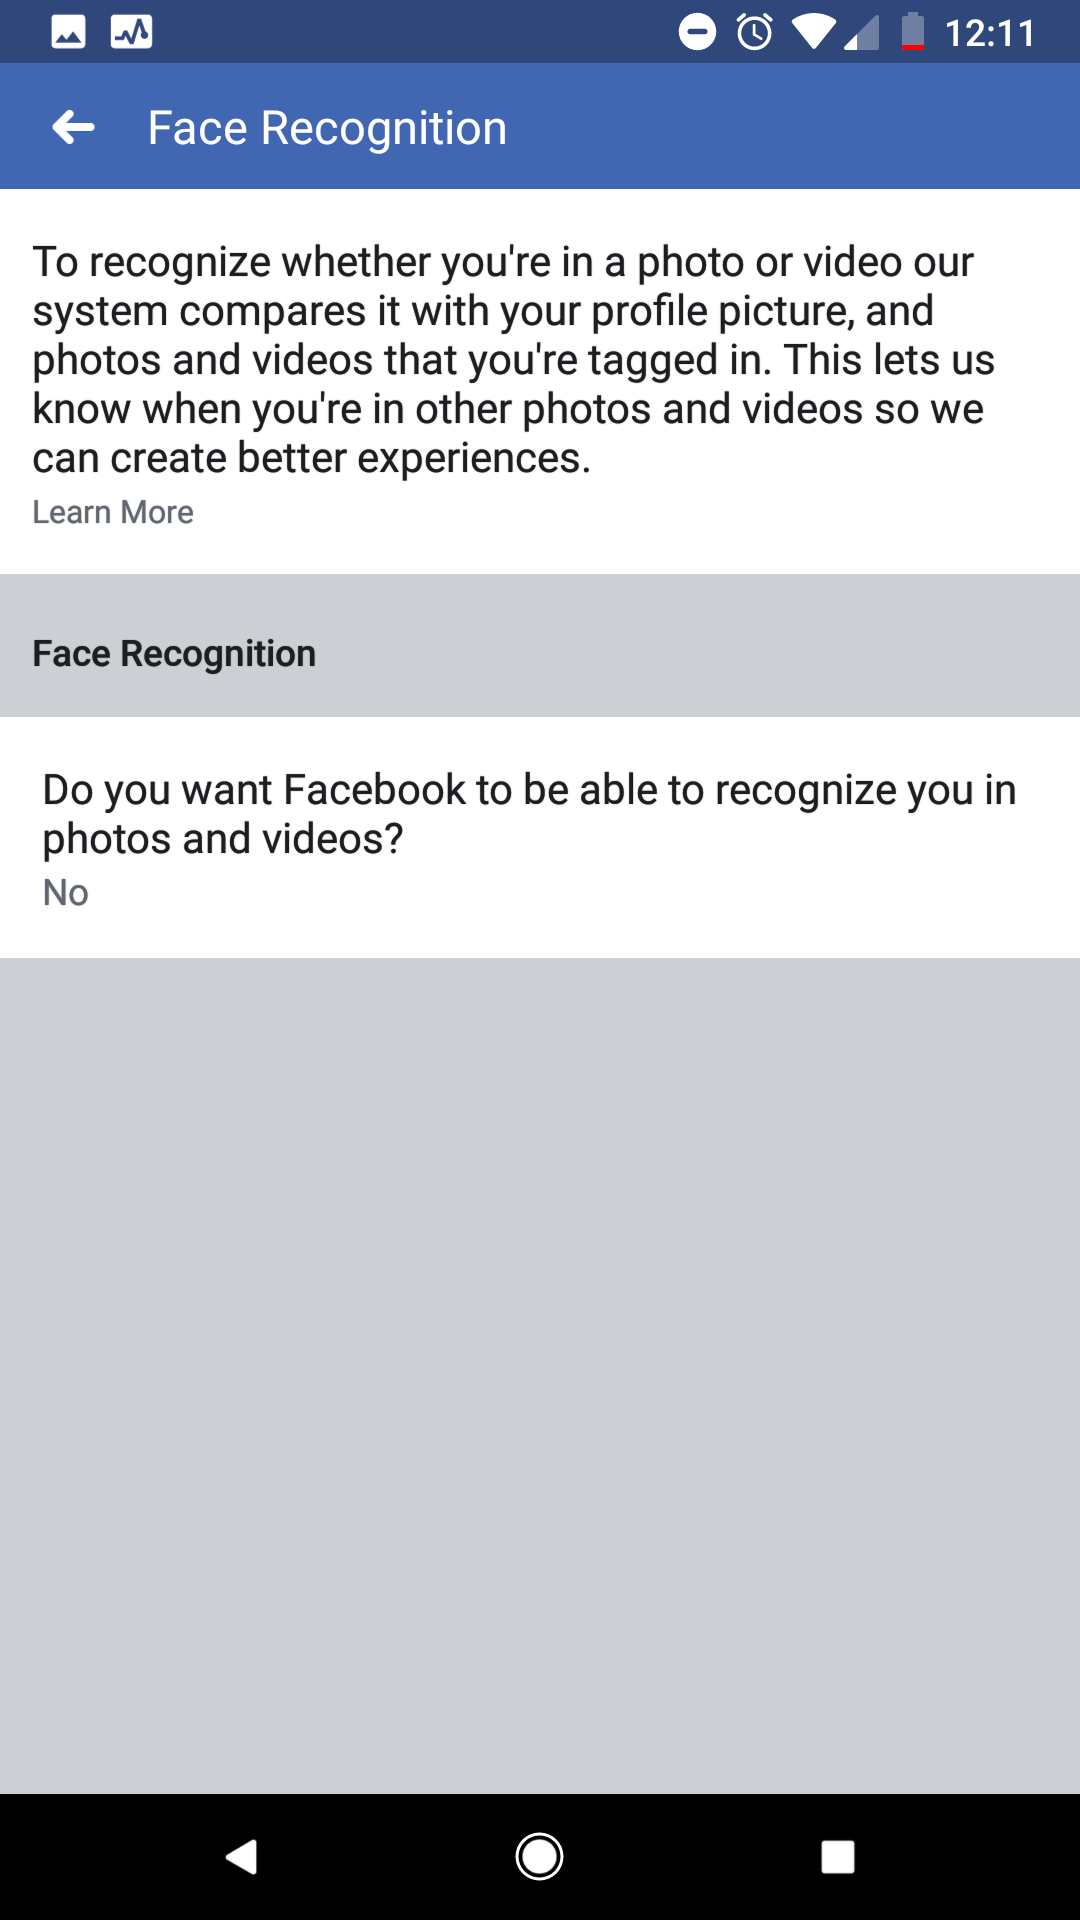 12:11
Face Recognition
To recognize whether you're in a photo or video our
system compares it with your profile picture, and
photos and videos that you're tagged in. This lets us
know when you're in other photos and videos so we
can create better experiences.
Learn More
Face Recognition
Do you want Facebook to be able to recognize you in
photos and videos?
No